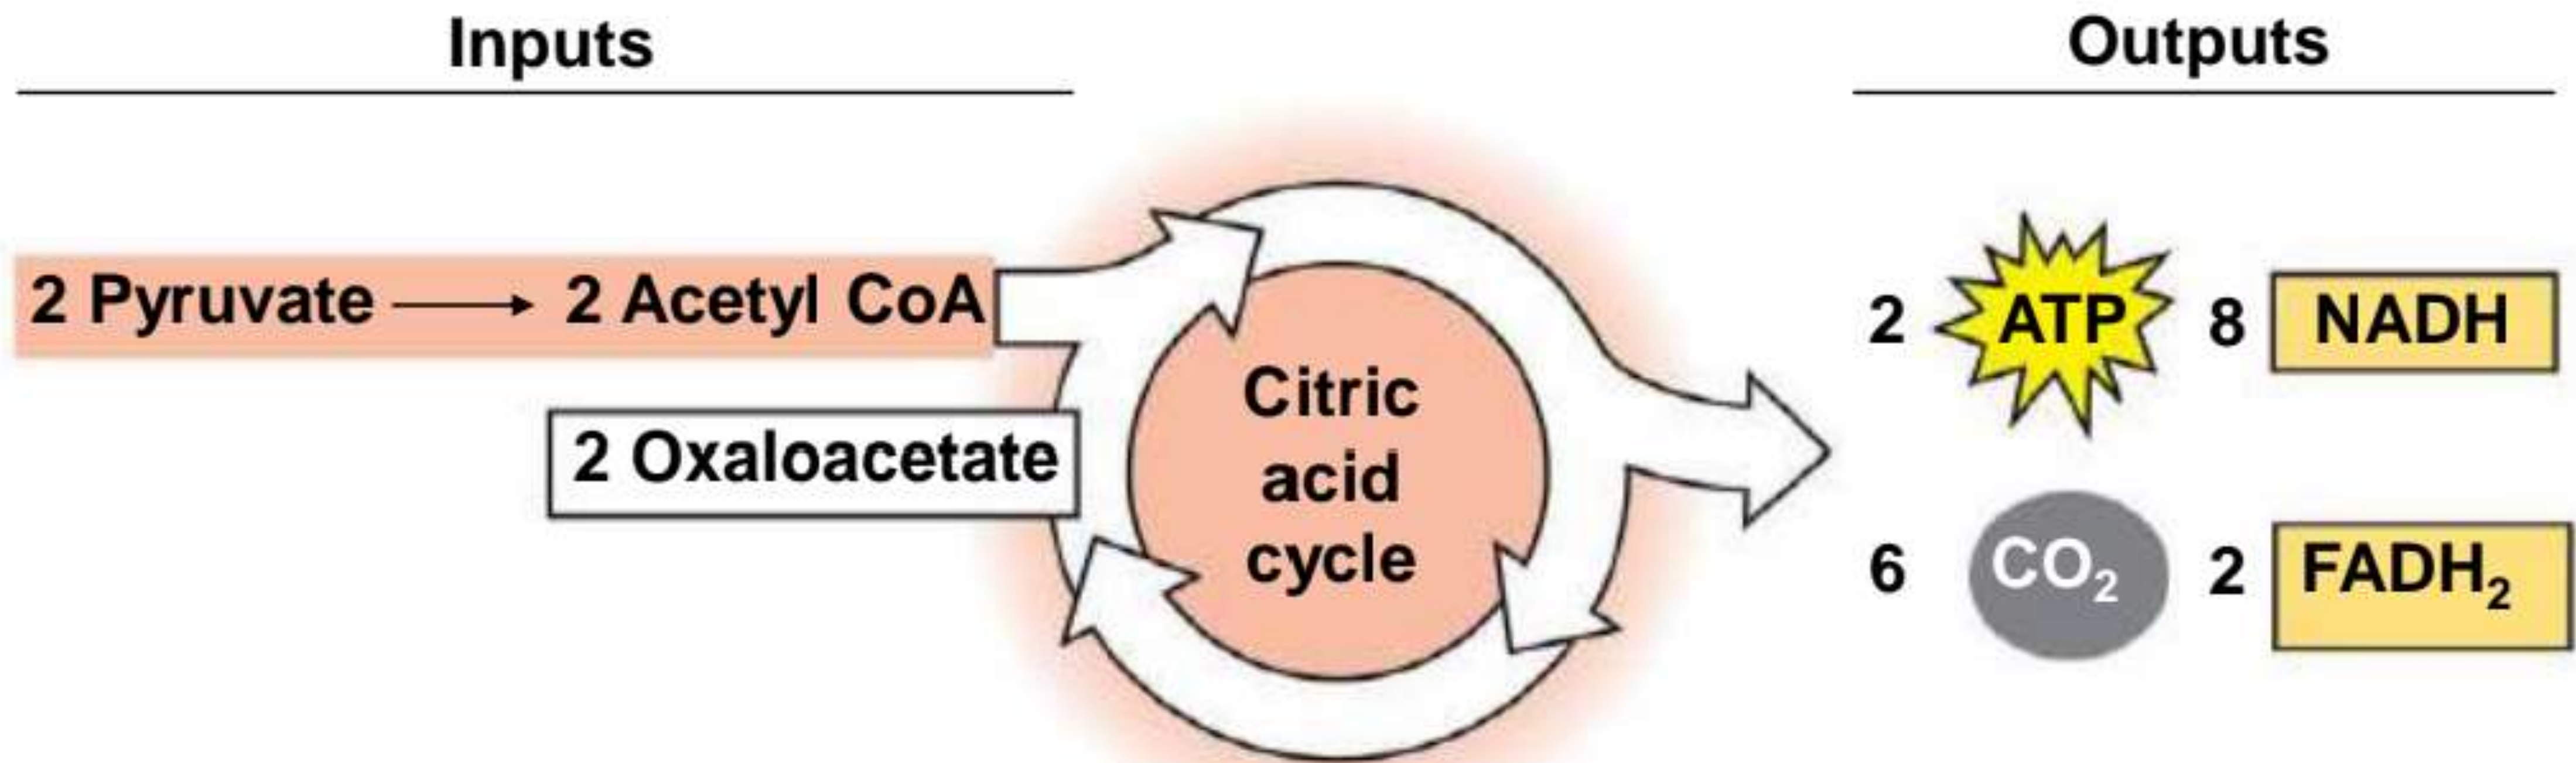 Inputs
Outputs
2 Pyruvate → 2 Acetyl CoA
2 Oxaloacetate
Citric
acid
cycle
2 ATP 8 NADH
6 CO₂ 2 FADH₂